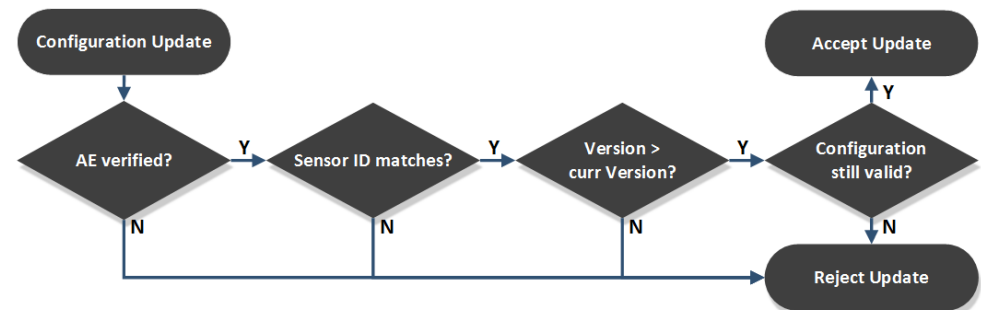 Configuration Update
Accept Update
Y
AE verified?
Y
Sensor ID matches?
Y
Version >
curr Version?
Y
Configuration
still valid?
N
N
N
N
Reject Update